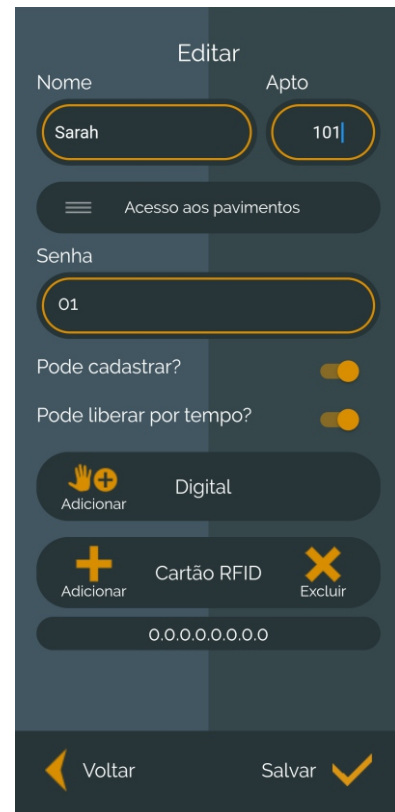 Editar
Nome Apto
Sarah 101
Acesso aos pavimentos
Senha
01
Pode cadastrar?
Pode liberar por tempo?
Adicionar Digital
Adicionar Cartão RFID Excluir
0.0.0.0.0.0.0.0
Voltar Salvar